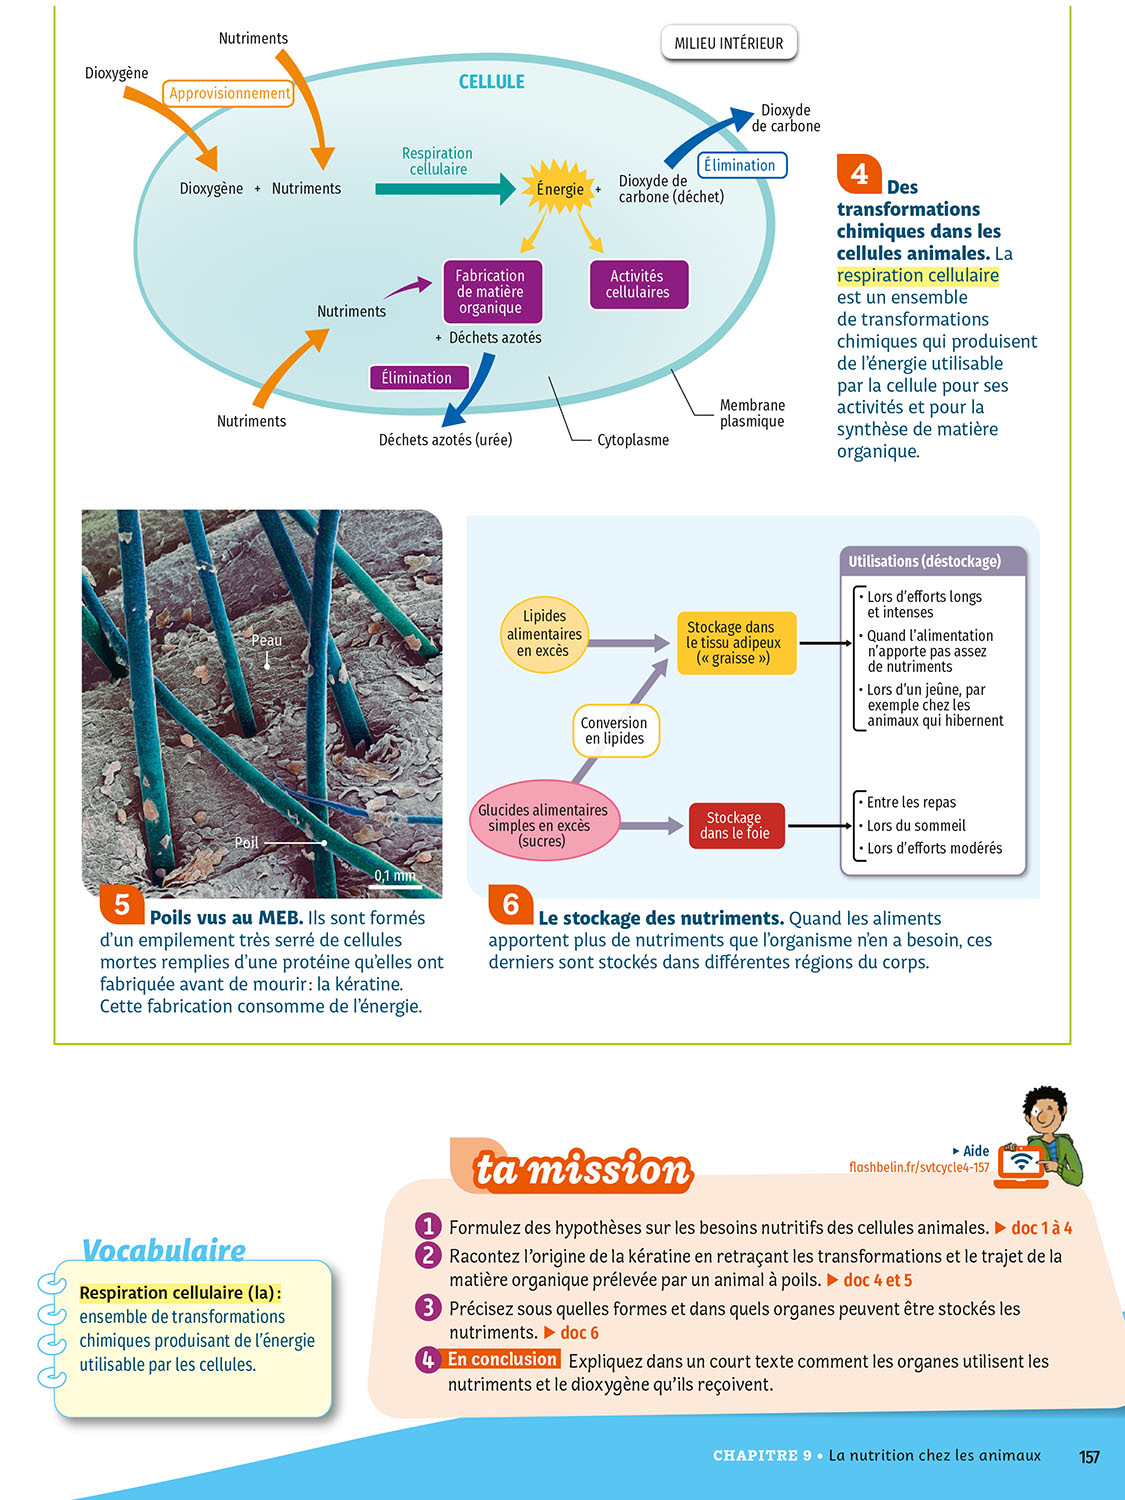 Nutriments
MILIEU INTÉRIEUR
Dioxygène
Approvisionnement
CELLULE
Dioxyde
de carbone
Respiration
cellulaire
Élimination
Dioxygène + Nutriments
Énergie +
Dioxyde de
carbone (déchet)
Fabrication
de matière
organique
Activités
cellulaires
Nutriments
+ Déchets azotés
Élimination
Nutriments
Déchets azotés (urée)
Cytoplasme
Membrane
plasmique
4 Des
transformations
chimiques dans les
cellules animales. La
respiration cellulaire
est un ensemble
de transformations
chimiques qui produisent
de l'énergie utilisable
par la cellule pour ses
activités et pour la
synthèse de matière
organique.
Peau
Poil
0,1 mm
5 Poils vus au MEB. Ils sont formés
d'un empilement très serré de cellules
mortes remplies d'une protéine qu'elles ont
fabriquée avant de mourir : la kératine.
Cette fabrication consomme de l'énergie.
Lipides
alimentaires
en excès
Stockage dans
le tissu adipeux
(« graisse »)
Conversion
en lipides
Glucides alimentaires
simples en excès
(sucres)
Stockage
dans le foie
Utilisations (déstockage)
• Lors d'efforts longs
et intenses
• Quand l'alimentation
n'apporte pas assez
de nutriments
• Lors d'un jeûne, par
exemple chez les
animaux qui hibernent
• Entre les repas
• Lors du sommeil
• Lors d'efforts modérés
6 Le stockage des nutriments. Quand les aliments
apportent plus de nutriments que l'organisme n'en a besoin, ces
derniers sont stockés dans différentes régions du corps.
Vocabulaire
Respiration cellulaire (la) :
ensemble de transformations
chimiques produisant de l'énergie
utilisable par les cellules.
ta mission
▶ Aide
flashbelin.fr/svtcycle4-157
1 Formulez des hypothèses sur les besoins nutritifs des cellules animales. ▶ doc 1 à 4
2 Racontez l'origine de la kératine en retraçant les transformations et le trajet de la
matière organique prélevée par un animal à poils. ▶ doc 4 et 5
3 Précisez sous quelles formes et dans quels organes peuvent être stockés les
nutriments. ▶ doc 6
4 En conclusion Expliquez dans un court texte comment les organes utilisent les
nutriments et le dioxygène qu'ils reçoivent.
CHAPITRE 9 • La nutrition chez les animaux 157